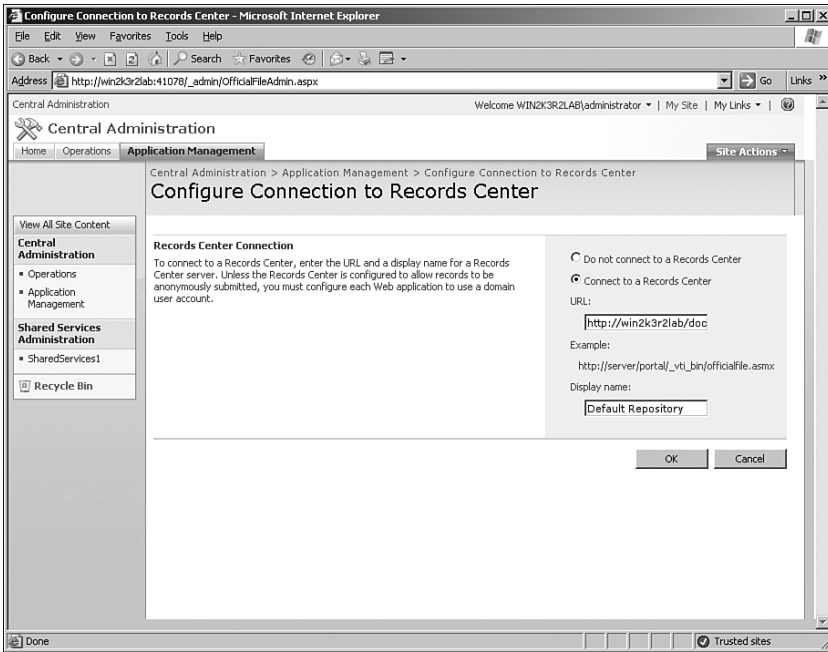 Configure Connection to Records Center - Microsoft Internet Explorer
File Edit View Favorites Tools Help
Back Search Favorites
Address http://win2k3r2lab:41078/_admin/OfficialFileAdmin.aspx Go Links »
Central Administration Welcome WIN2K3R2LAB\administrator | My Site | My Links |
Central Administration
Home Operations Application Management Site Actions
Central Administration > Application Management > Configure Connection to Records Center
Configure Connection to Records Center
View All Site Content
Central
Administration
Operations
Application
Management
Shared Services
Administration
SharedServices1
Recycle Bin
Records Center Connection
To connect to a Records Center, enter the URL and a display name for a Records
Center server. Unless the Records Center is configured to allow records to be
anonymously submitted, you must configure each Web application to use a domain
user account.
Do not connect to a Records Center
Connect to a Records Center
URL:
http://win2k3r2lab/doc
Example:
http://server/portal/_vti_bin/officialfile.asmx
Display name:
Default Repository
OK Cancel
Done Trusted sites